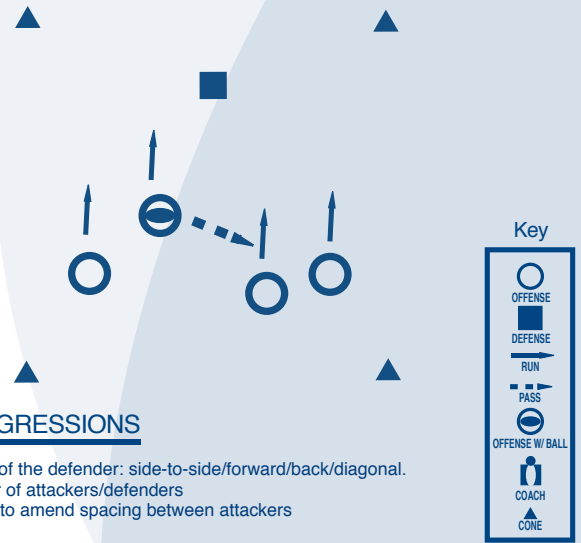 Key
OFFENSE
DEFENSE
RUN
PASS
OFFENSE W/ BALL
COACH
CONE
GRESSIONS
of the defender: side-to-side/forward/back/diagonal.
of attackers/defenders
to amend spacing between attackers